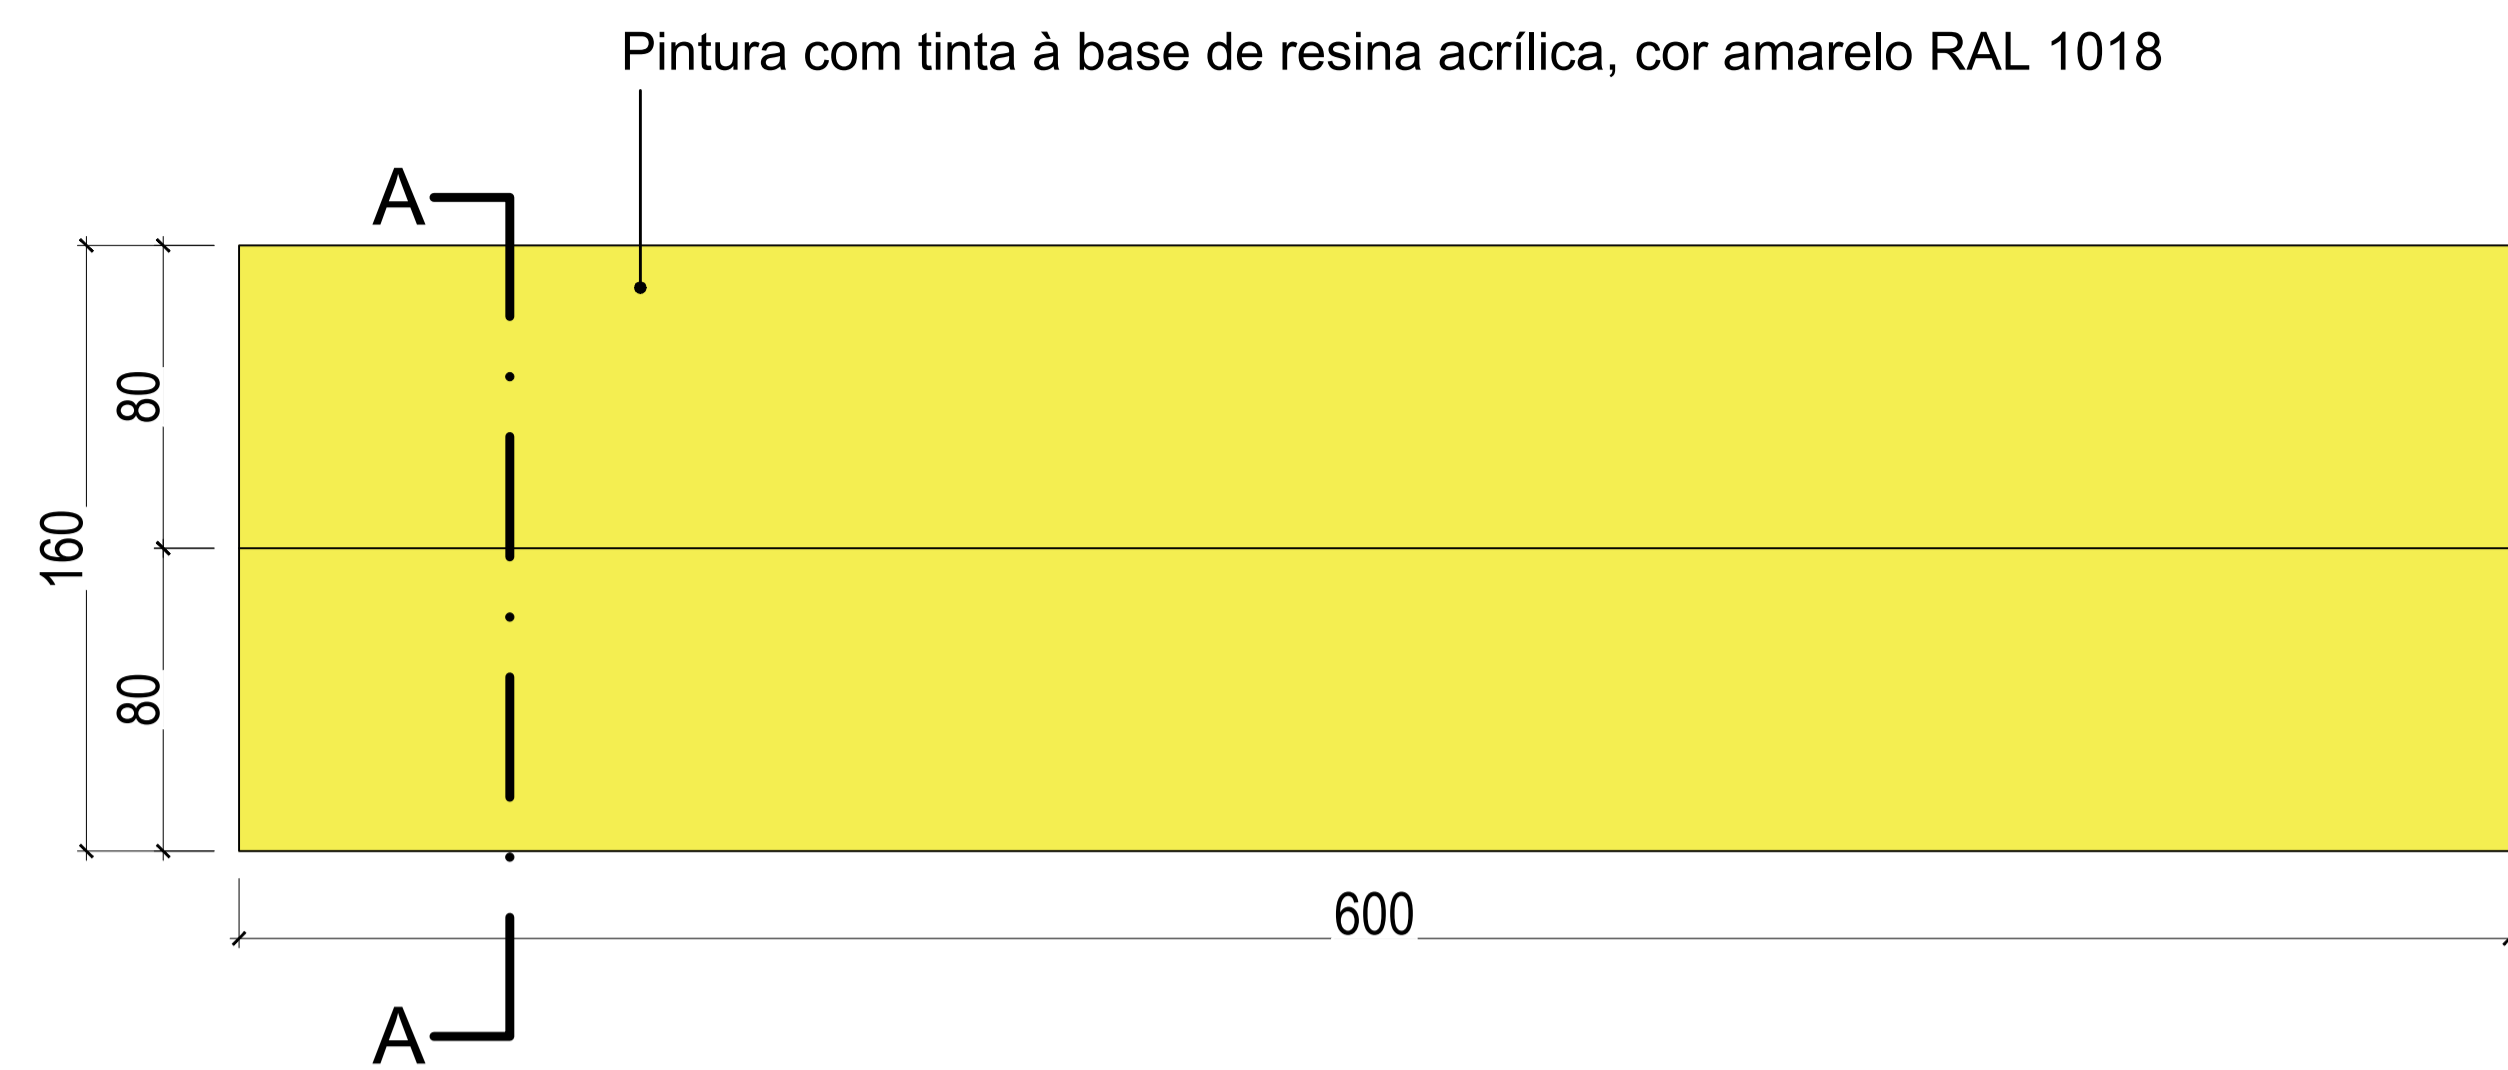 Pintura com tinta à base de resina acrílica, cor amarelo RAL 1018
A
80
160
80
600
A